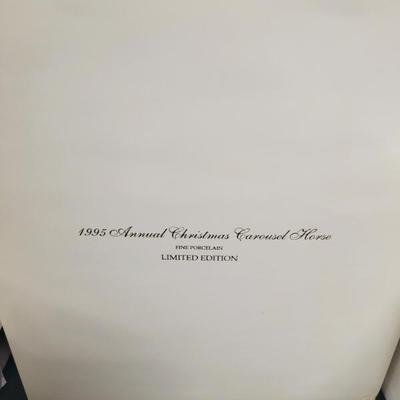 1995 Annual Christmas Carousel Horse
FINE PORCELAIN
LIMITED EDITION